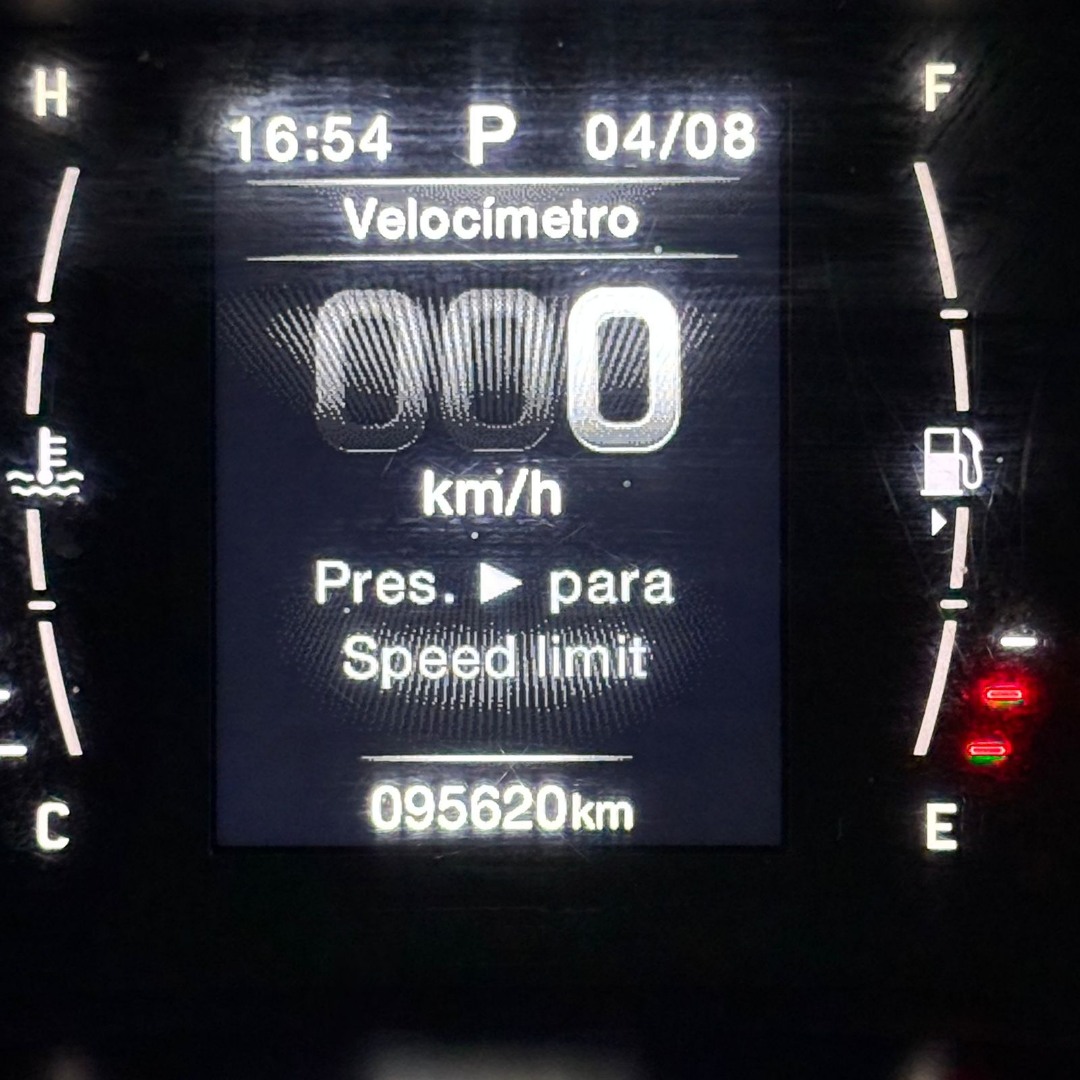 H
F
16:54 P 04/08
Velocímetro
000
km/h
Pres. ► para
Speed limit
095620km
C
E